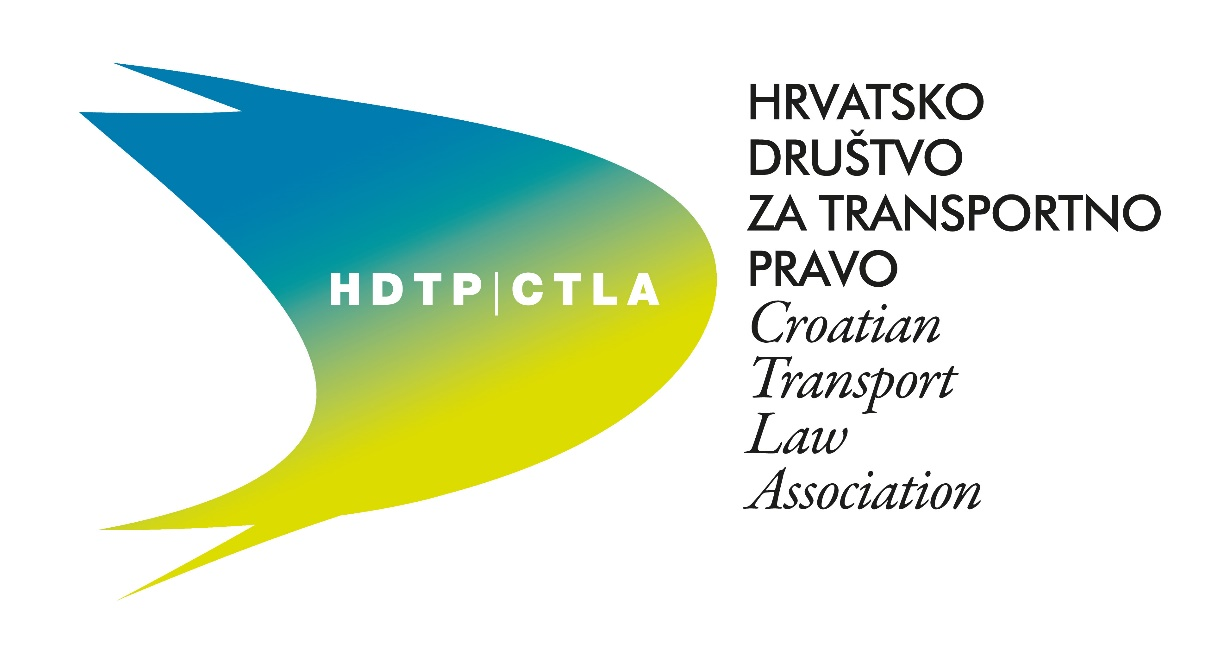 HDTP|CTLA
HRVATSKO
DRUŠTVO
ZA TRANSPORTNO
PRAVO
Croatian
Transport
Law
Association